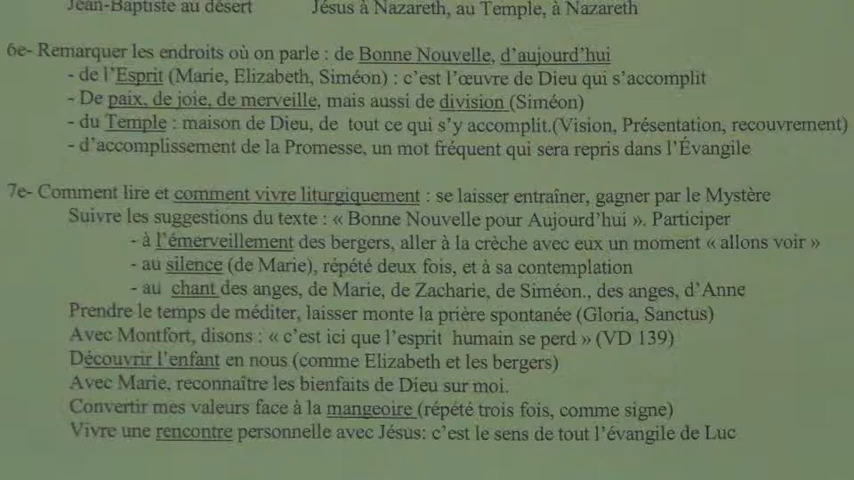 Jean-Baptiste au désert Jésus à Nazareth, au Temple, à Nazareth
6e- Remarquer les endroits où on parle : de Bonne Nouvelle, d’aujourd’hui
- de l’Esprit (Marie, Elizabeth, Siméon) : c’est l’œuvre de Dieu qui s’accomplit
- De paix, de joie, de merveille, mais aussi de division (Siméon)
- du Temple : maison de Dieu, de tout ce qui s’y accomplit.(Vision, Présentation, recouvrement)
- d’accomplissement de la Promesse, un mot fréquent qui sera repris dans l’Évangile
7e- Comment lire et comment vivre liturgiquement : se laisser entraîner, gagner par le Mystère
Suivre les suggestions du texte : « Bonne Nouvelle pour Aujourd’hui ». Participer
- à l’émerveillement des bergers, aller à la crèche avec eux un moment « allons voir »
- au silence (de Marie), répété deux fois, et à sa contemplation
- au chant des anges, de Marie, de Zacharie, de Siméon., des anges, d’Anne
Prendre le temps de méditer, laisser monte la prière spontanée (Gloria, Sanctus)
Avec Montfort, disons : « c’est ici que l’esprit humain se perd » (VD 139)
Découvrir l’enfant en nous (comme Elizabeth et les bergers)
Avec Marie, reconnaître les bienfaits de Dieu sur moi.
Convertir mes valeurs face à la mangeoire (répété trois fois, comme signe)
Vivre une rencontre personnelle avec Jésus: c’est le sens de tout l’évangile de Luc